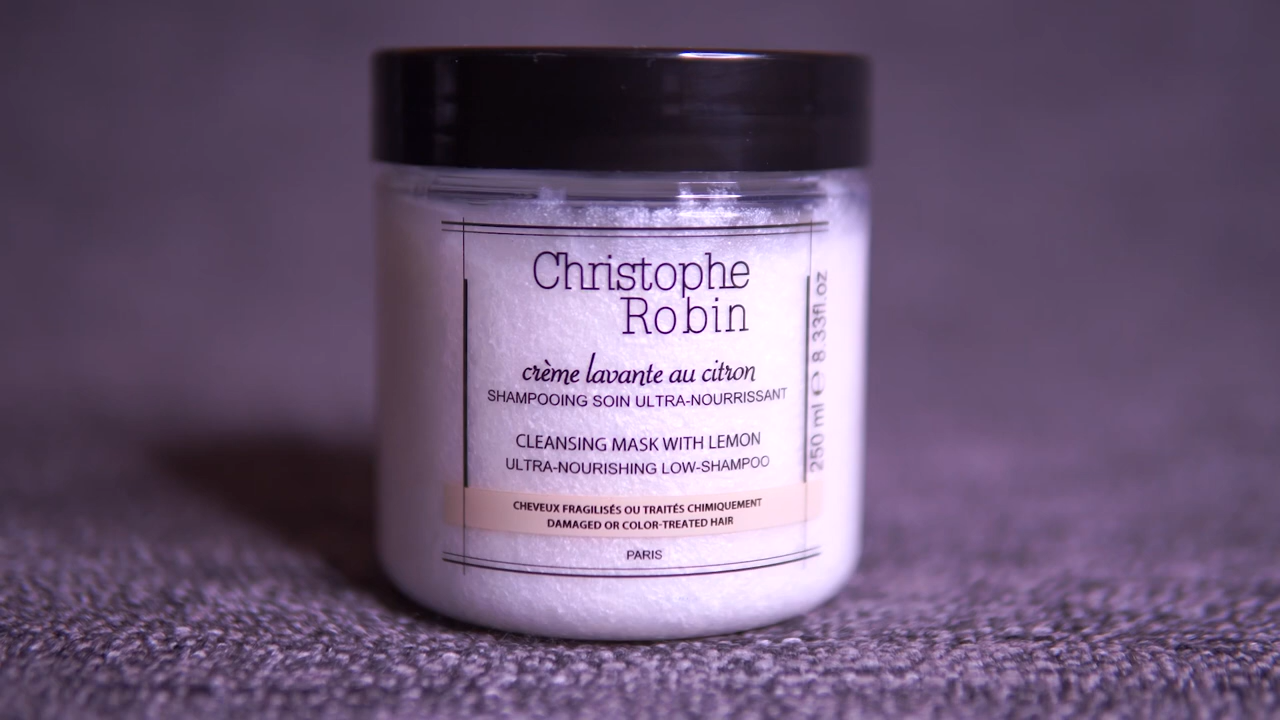 Christophe
Robin
crème lavante au citron
SHAMPOOING SOIN ULTRA-NOURRISSANT
CLEANSING MASK WITH LEMON
ULTRA-NOURISHING LOW-SHAMPOO
CHEVEUX FRAGILISÉS OU TRAITÉS CHIMIQUEMENT
DAMAGED OR COLOR-TREATED HAIR
PARIS
250 ml ℮ 8.33fl.oz